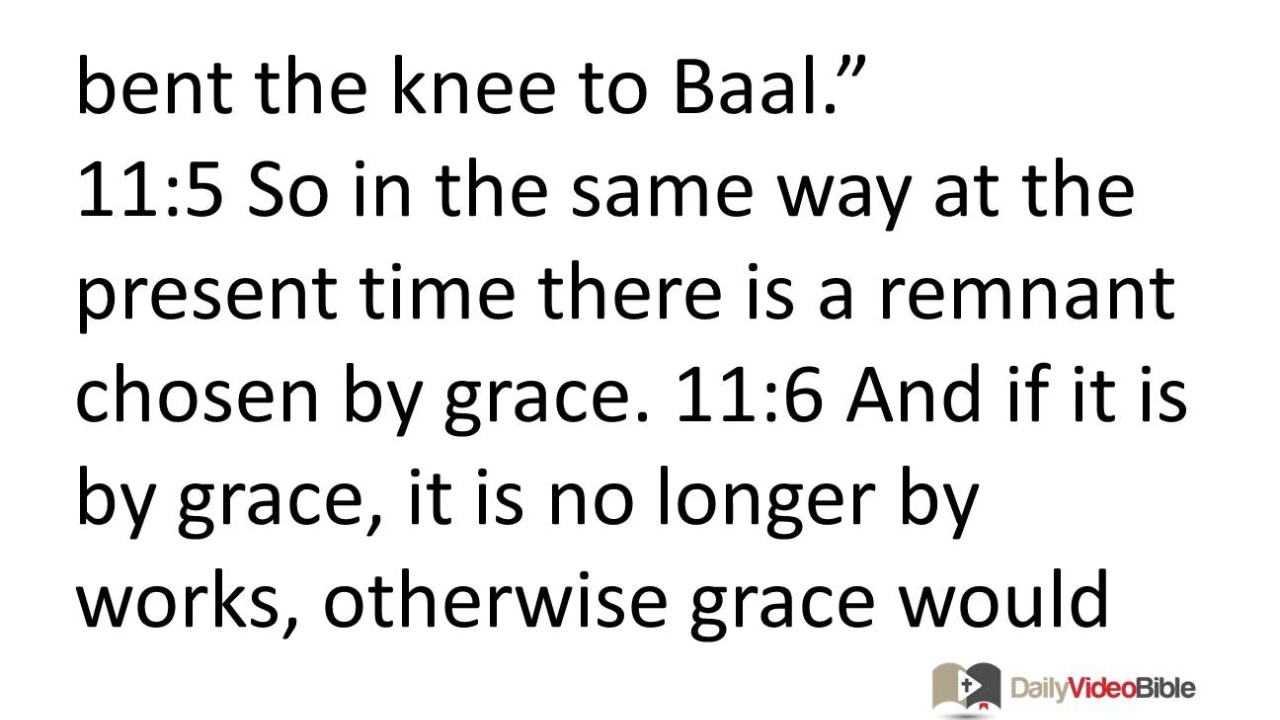 bent the knee to Baal.”
11:5 So in the same way at the
present time there is a remnant
chosen by grace. 11:6 And if it is
by grace, it is no longer by
works, otherwise grace would
DailyVideoBible